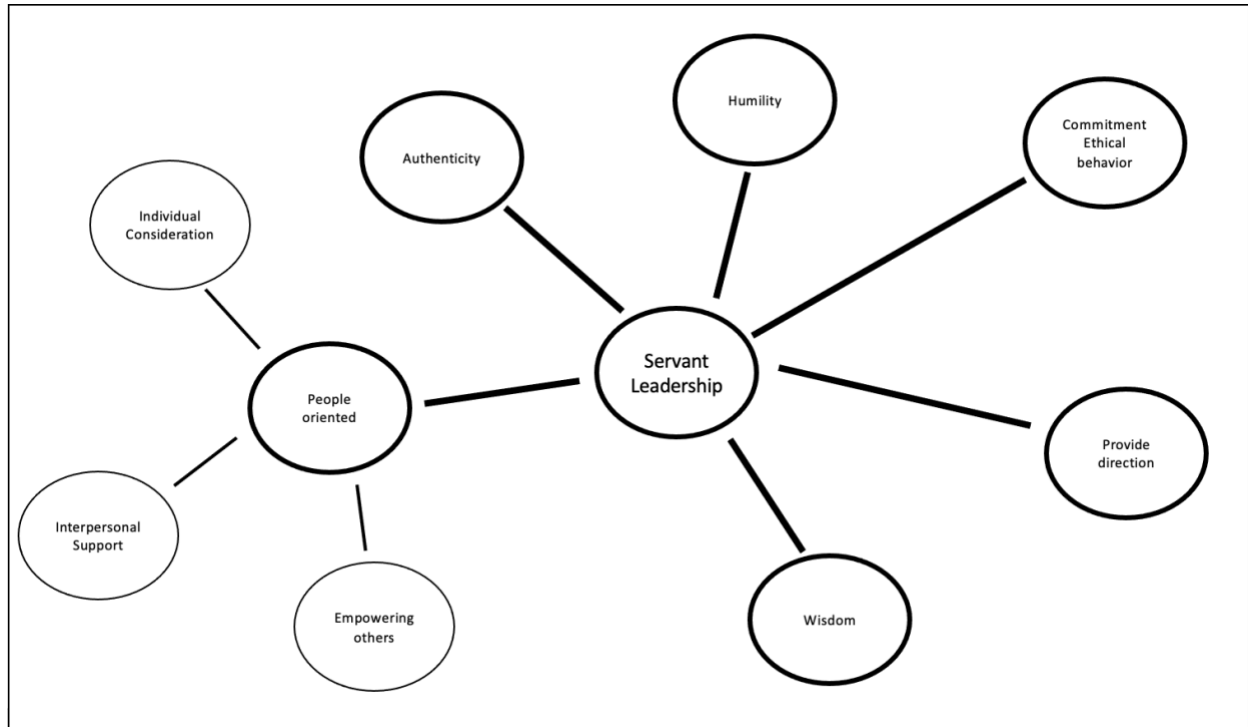 Humility
Commitment
Ethical
behavior
Authenticity
Individual
Consideration
Servant
Leadership
People
oriented
Provide
direction
Interpersonal
Support
Empowering
others
Wisdom